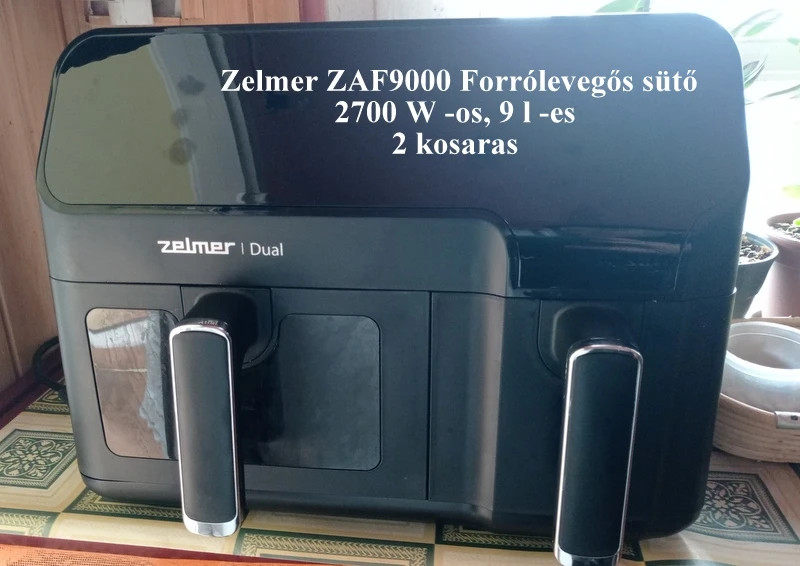 Zelmer ZAF9000 Forrólevegős sütő
2700 W -os, 9 l -es
2 kosaras
zelmer | Dual